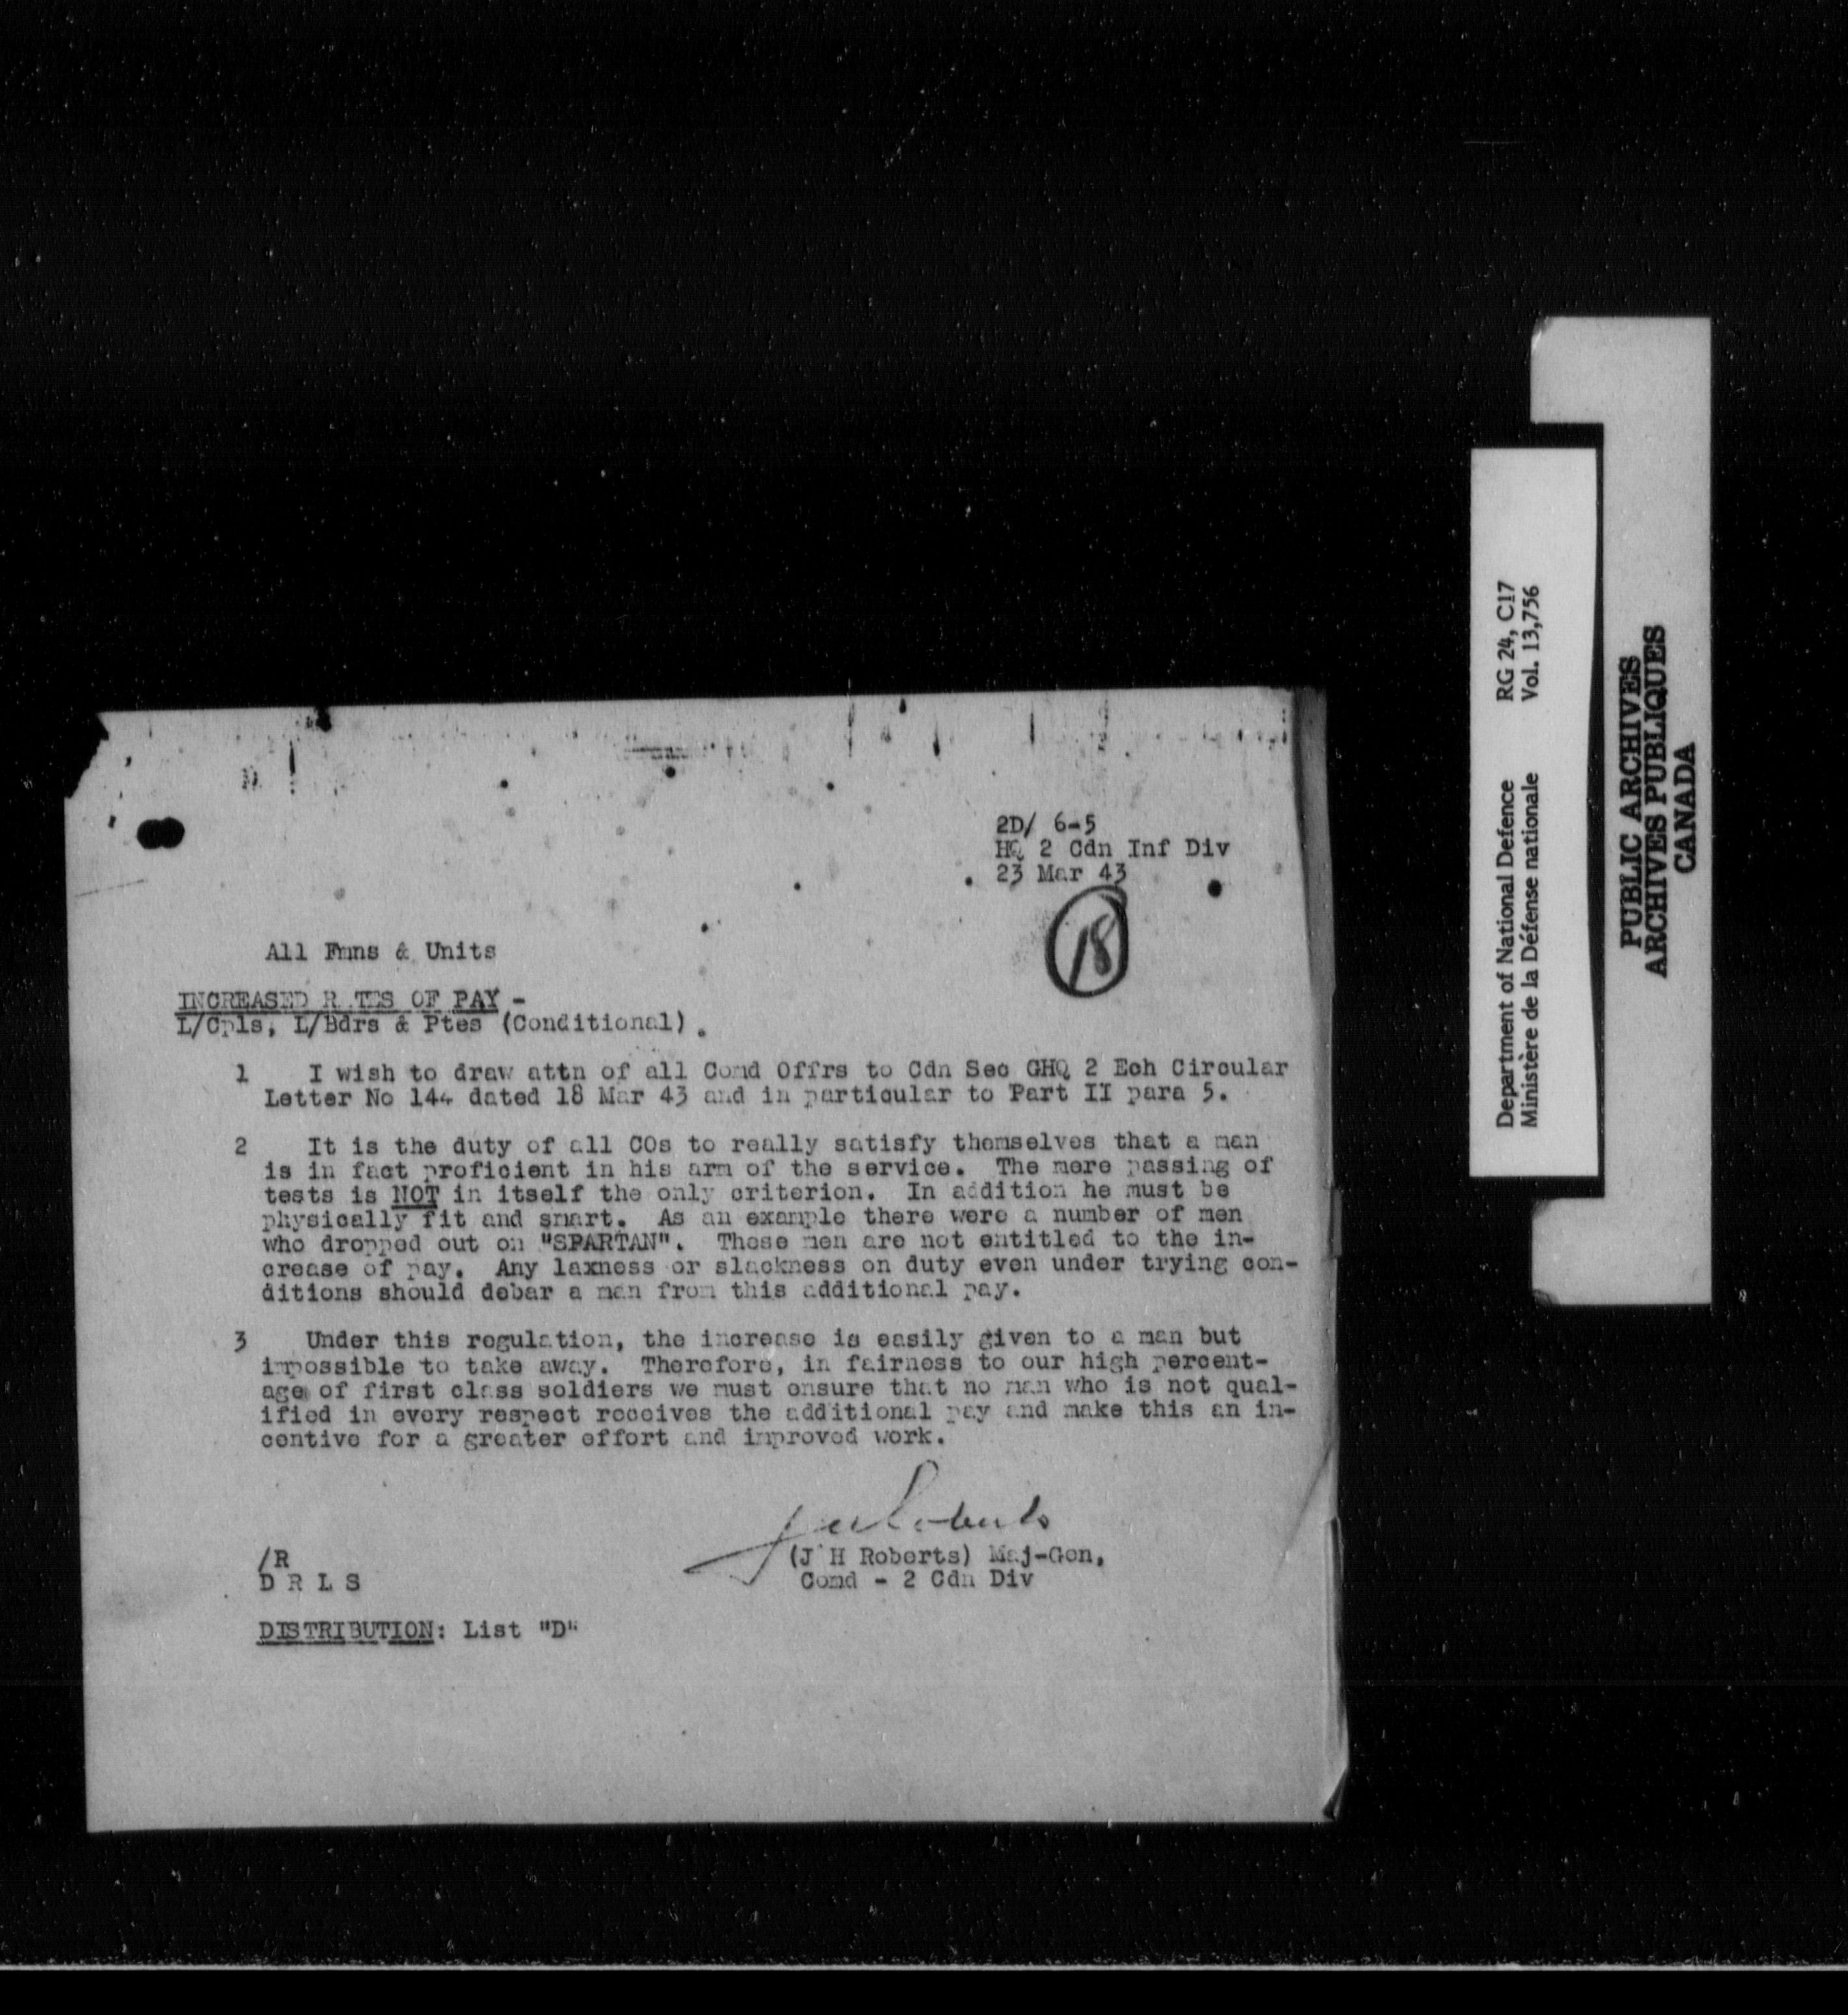 2D/ 6-5
HQ 2 Cdn Inf Div
23 Mar 43
18
All Fmns & Units
INCREASED R TES OF PAY -
L/Cpls, L/Bdrs & Ptes (Conditional).
1 I wish to draw attn of all Comd Offrs to Cdn Sec GHQ 2 Ech Circular
Letter No 144 dated 18 Mar 43 and in particular to Part II para 5.
2 It is the duty of all COs to really satisfy themselves that a man
is in fact proficient in his arm of the service. The mere passing of
tests is NOT in itself the only criterion. In addition he must be
physically fit and smart. As an example there were a number of men
who dropped out on "SPARTAN". These men are not entitled to the in-
crease of pay. Any laxness or slackness on duty even under trying con-
ditions should debar a man from this additional pay.
3 Under this regulation, the increase is easily given to a man but
impossible to take away. Therefore, in fairness to our high percent-
age of first class soldiers we must ensure that no man who is not qual-
ified in every respect receives the additional pay and make this an in-
centive for a greater effort and improved work.
JH Roberts
(J H Roberts) Maj-Gen,
Comd - 2 Cdn Div
/R
D R L S
DISTRIBUTION: List "D"
Department of National Defence RG 24, C17
Ministère de la Défense nationale Vol. 13,756
PUBLIC ARCHIVES
ARCHIVES PUBLIQUES
CANADA